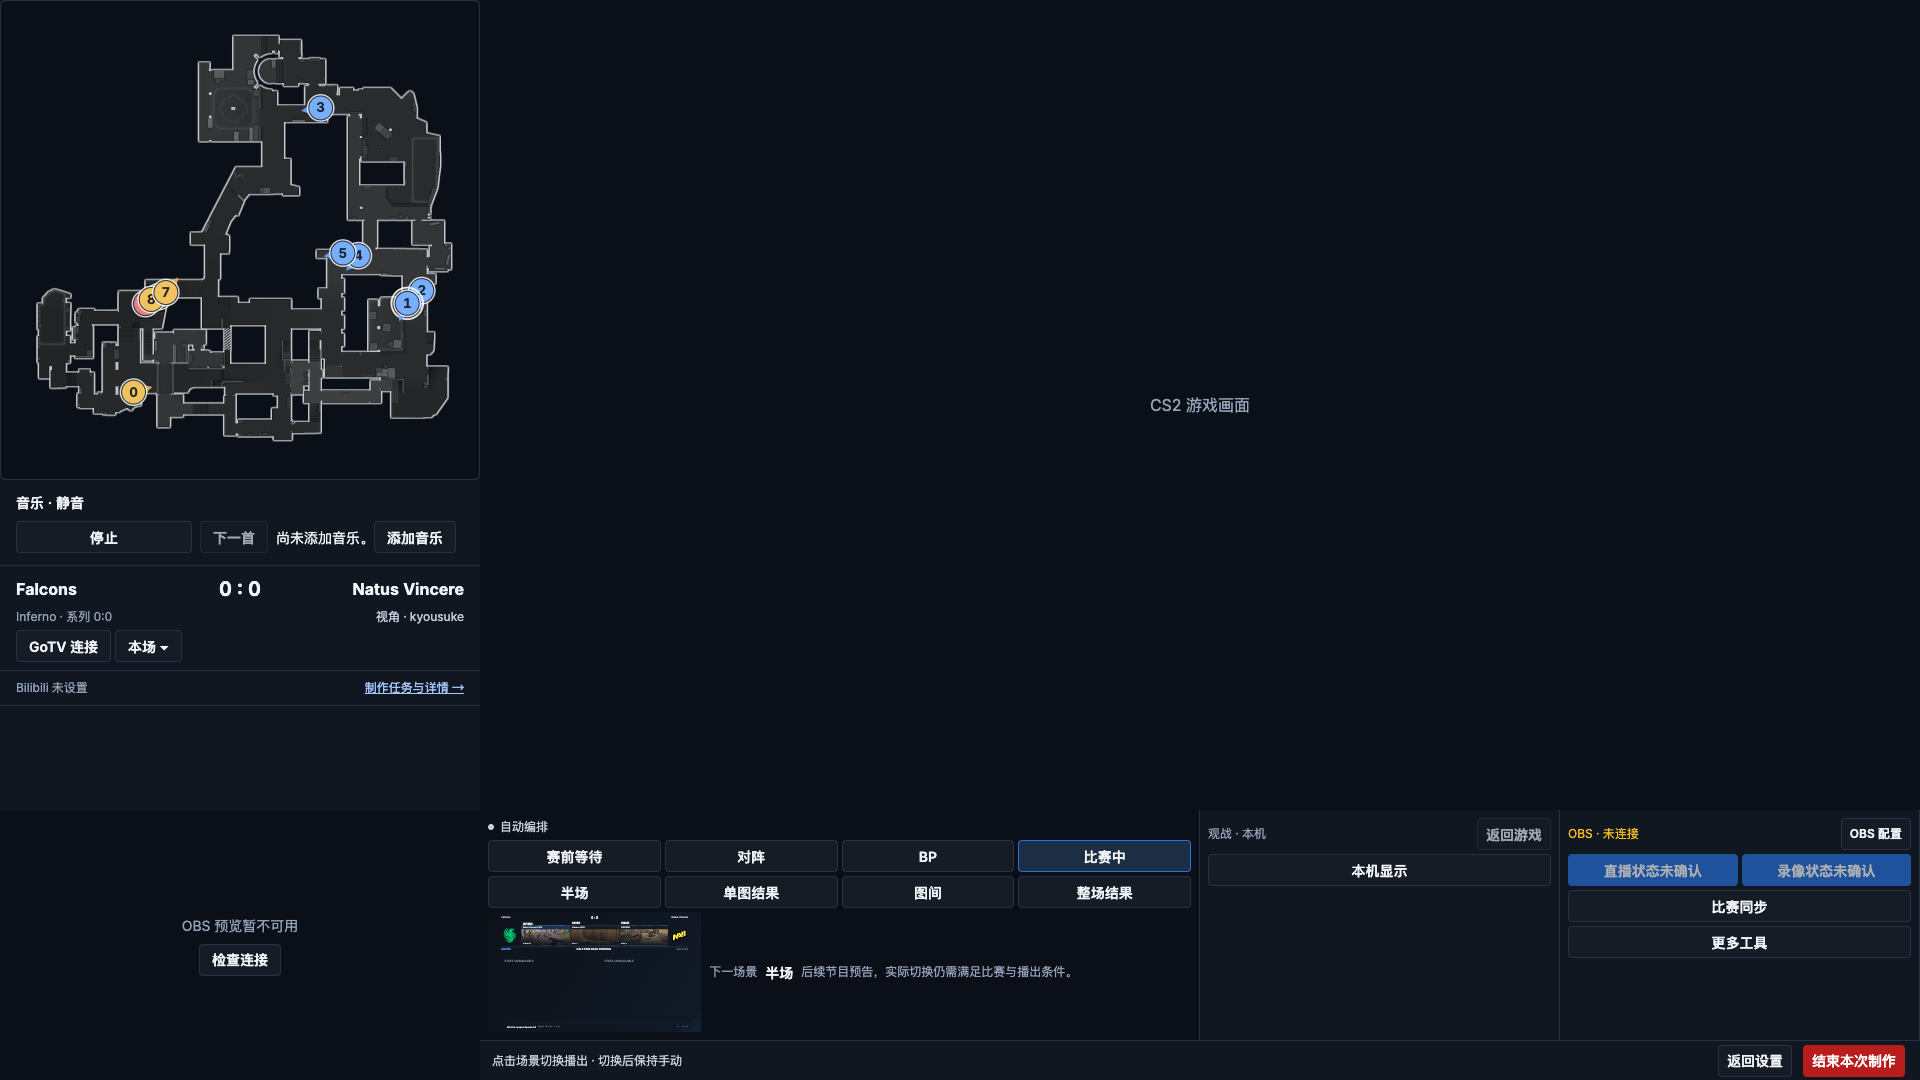 3
5
4
2
1
8
7
0
音乐 · 静音
停止
下一首
尚未添加音乐。
添加音乐
Falcons
0 : 0
Natus Vincere
Inferno · 系列 0:0
视角 · kyousuke
GoTV 连接
本场
Bilibili 未设置
制作任务与详情 →
CS2 游戏画面
OBS 预览暂不可用
检查连接
自动编排
赛前等待
对阵
BP
比赛中
半场
单图结果
图间
整场结果
下一场景 半场 后续节目预告，实际切换仍需满足比赛与播出条件。
观战 · 本机
返回游戏
本机显示
OBS · 未连接
OBS 配置
直播状态未确认
录像状态未确认
比赛同步
更多工具
点击场景切换播出 · 切换后保持手动
返回设置
结束本次制作